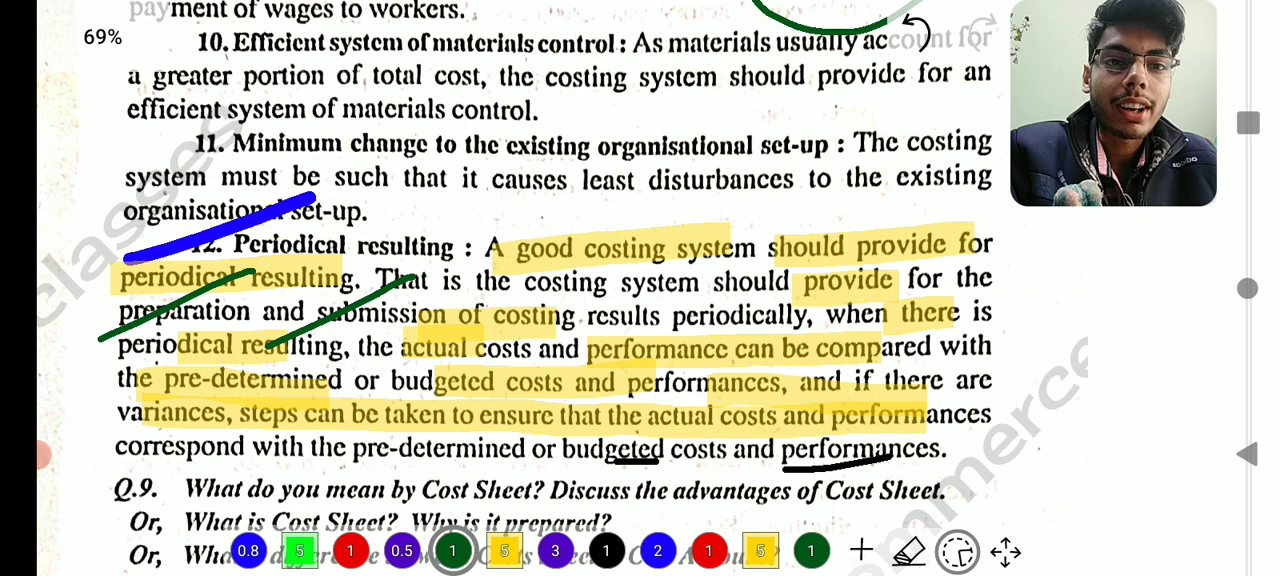 payment of wages to workers.
69%
10. Efficient system of materials control : As materials usually account for
a greater portion of total cost, the costing system should provide for an
efficient system of materials control.
11. Minimum change to the existing organisational set-up : The costing
system must be such that it causes least disturbances to the existing
organisational set-up.
12. Periodical resulting : A good costing system should provide for
periodical resulting. That is the costing system should provide for the
preparation and submission of costing results periodically, when there is
periodical resulting, the actual costs and performance can be compared with
the pre-determined or budgeted costs and performances, and if there are
variances, steps can be taken to ensure that the actual costs and performances
correspond with the pre-determined or budgeted costs and performances.
Q.9. What do you mean by Cost Sheet? Discuss the advantages of Cost Sheet.
Or, What is Cost Sheet? Why is it prepared?
Or,
0.8 5 1 0.5 1 5 3 1 2 1 5 1
classes
ommerce